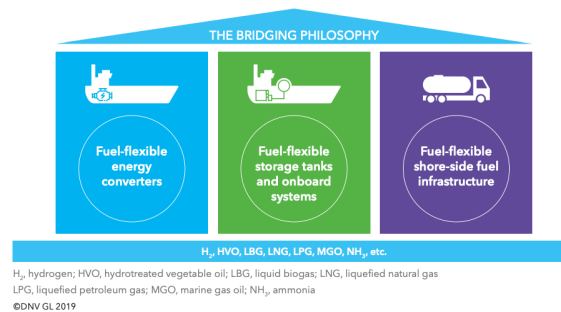 THE BRIDGING PHILOSOPHY
Fuel-flexible
energy
converters
Fuel-flexible
storage tanks
and onboard
systems
Fuel-flexible
shore-side fuel
infrastructure
H₂, HVO, LBG, LNG, LPG, MGO, NH₃, etc.
H₂, hydrogen; HVO, hydrotreated vegetable oil; LBG, liquid biogas; LNG, liquefied natural gas
LPG, liquefied petroleum gas; MGO, marine gas oil; NH₃, ammonia
©DNV GL 2019